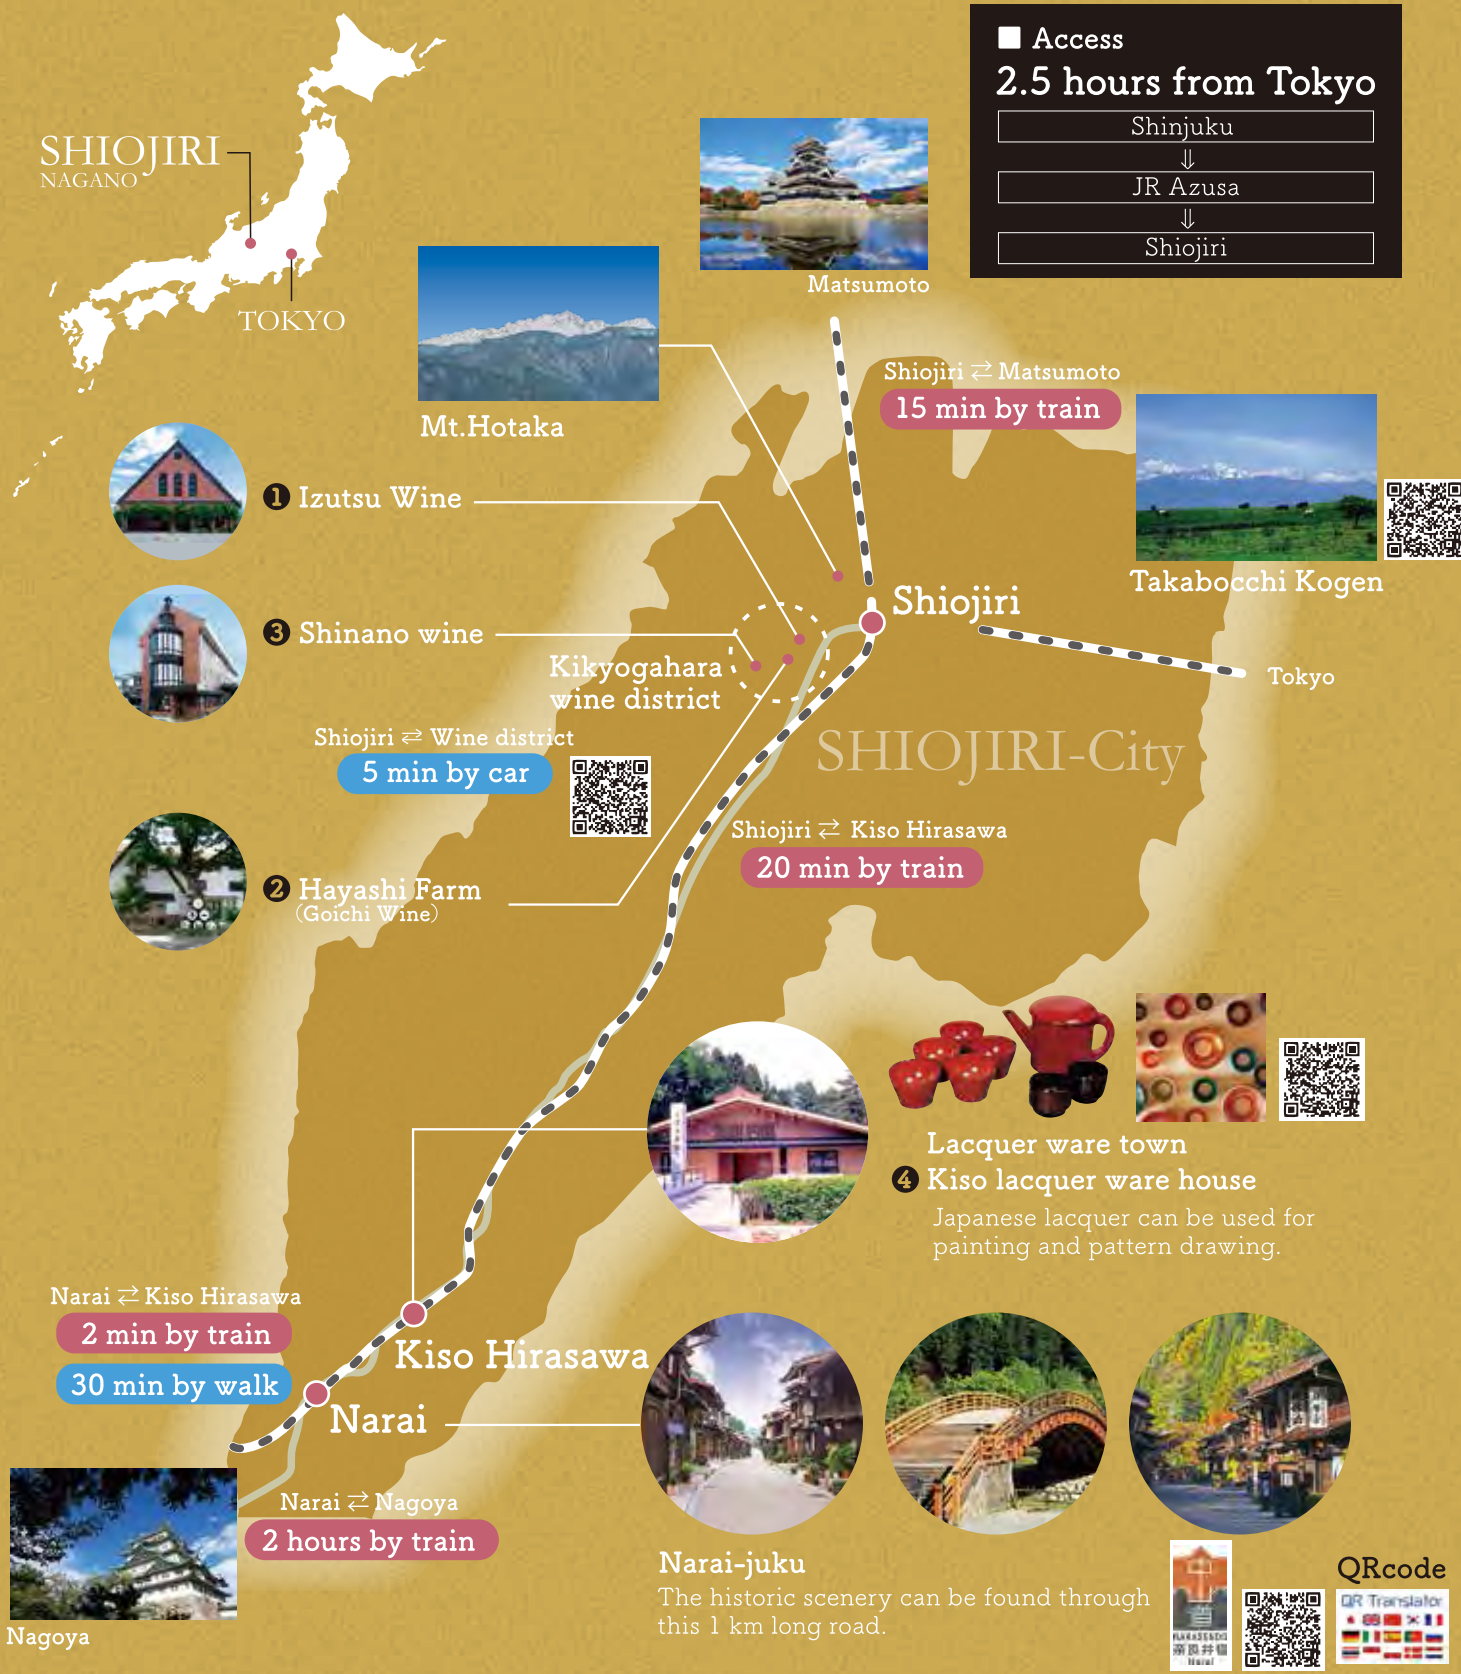 SHIOJIRI
NAGANO
TOKYO
■ Access
2.5 hours from Tokyo
Shinjuku
⇓
JR Azusa
⇓
Shiojiri
Matsumoto
Mt.Hotaka
Shiojiri ⇄ Matsumoto
15 min by train
Takabocchi Kogen
❶ Izutsu Wine
❸ Shinano wine
Kikyogahara
wine district
Shiojiri
Tokyo
Shiojiri ⇄ Wine district
5 min by car
SHIOJIRI-City
Shiojiri ⇄ Kiso Hirasawa
20 min by train
❷ Hayashi Farm
(Goichi Wine)
Lacquer ware town
❹ Kiso lacquer ware house
Japanese lacquer can be used for
painting and pattern drawing.
Narai ⇄ Kiso Hirasawa
2 min by train
30 min by walk
Kiso Hirasawa
Narai
Narai ⇄ Nagoya
2 hours by train
Nagoya
Narai-juku
The historic scenery can be found through
this 1 km long road.
QRcode
QR Translator
奈良井宿
Narai